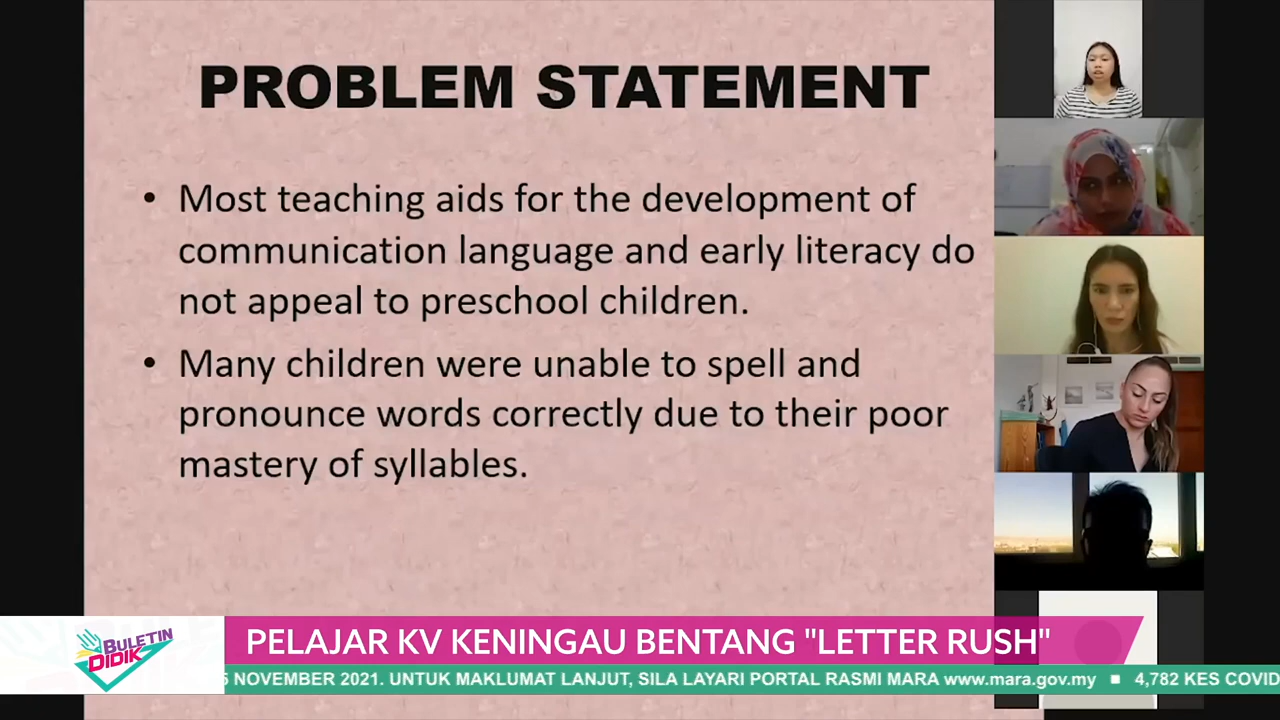 PROBLEM STATEMENT
• Most teaching aids for the development of
communication language and early literacy do
not appeal to preschool children.
• Many children were unable to spell and
pronounce words correctly due to their poor
mastery of syllables.
BULETIN
DIDIK
PELAJAR KV KENINGAU BENTANG "LETTER RUSH"
NOVEMBER 2021. UNTUK MAKLUMAT LANJUT, SILA LAYARI PORTAL RASMI MARA www.mara.gov.my ■ 4,782 KES COVID